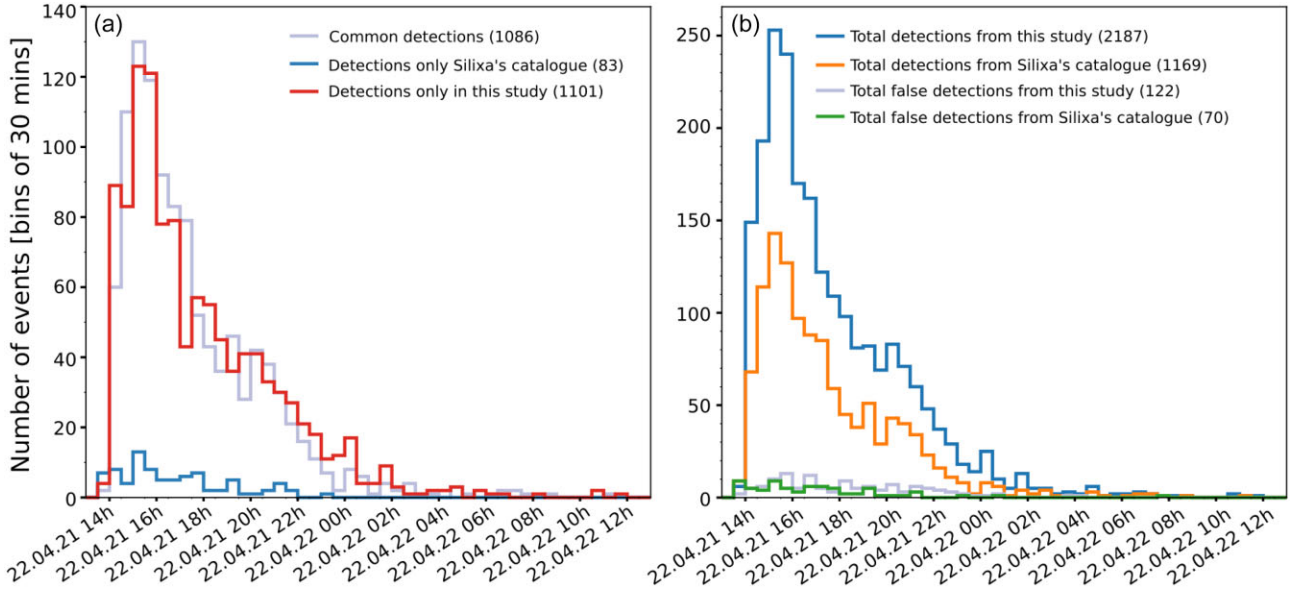 (a)
Common detections (1086)
Detections only Silixa's catalogue (83)
Detections only in this study (1101)
Number of events [bins of 30 mins]
140
120
100
80
60
40
20
0
22.04.21 14h
22.04.21 16h
22.04.21 18h
22.04.21 20h
22.04.21 22h
22.04.22 00h
22.04.22 02h
22.04.22 04h
22.04.22 06h
22.04.22 08h
22.04.22 10h
22.04.22 12h
(b)
Total detections from this study (2187)
Total detections from Silixa's catalogue (1169)
Total false detections from this study (122)
Total false detections from Silixa's catalogue (70)
250
200
150
100
50
0
22.04.21 14h
22.04.21 16h
22.04.21 18h
22.04.21 20h
22.04.21 22h
22.04.22 00h
22.04.22 02h
22.04.22 04h
22.04.22 06h
22.04.22 08h
22.04.22 10h
22.04.22 12h